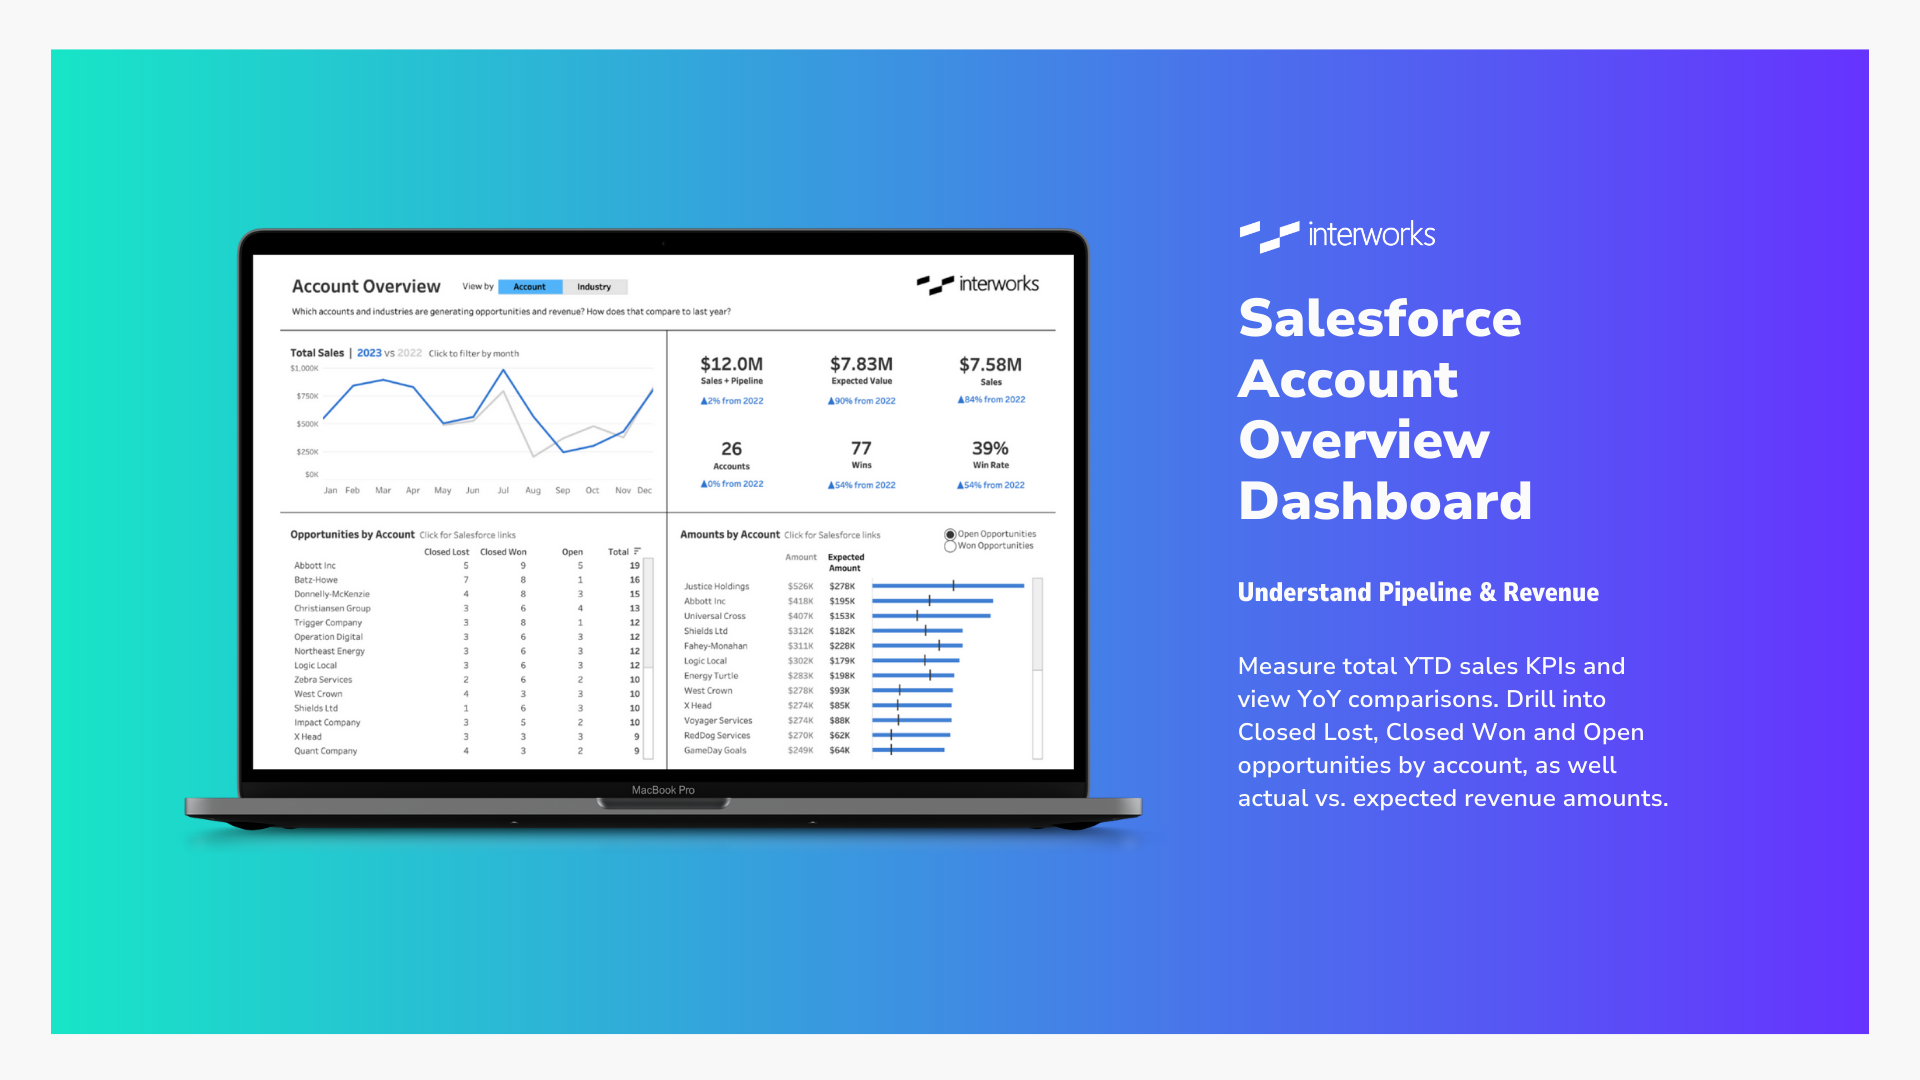 Account Overview View by Account Industry
interworks
Which accounts and industries are generating opportunities and revenue? How does that compare to last year?
Total Sales | 2023 vs 2022 Click to filter by month
$1,000K
$750K
$500K
$250K
$0K
Jan Feb Mar Apr May Jun Jul Aug Sep Oct Nov Dec
$12.0M $7.83M $7.58M
Sales + Pipeline Expected Value Sales
▲2% from 2022 ▲90% from 2022 ▲84% from 2022
26 77 39%
Accounts Wins Win Rate
▲0% from 2022 ▲54% from 2022 ▲54% from 2022
Opportunities by Account Click for Salesforce links
Closed Lost Closed Won Open Total
Abbott Inc 5 9 5 19
Batz-Howe 7 8 1 16
Donnelly-McKenzie 4 8 3 15
Christiansen Group 3 6 4 13
Trigger Company 3 8 1 12
Operation Digital 3 6 3 12
Northeast Energy 3 6 3 12
Logic Local 3 6 3 12
Zebra Services 2 6 2 10
West Crown 4 3 3 10
Shields Ltd 1 6 3 10
Impact Company 3 5 2 10
X Head 3 3 3 9
Quant Company 4 3 2 9
Amounts by Account Click for Salesforce links
Open Opportunities
Won Opportunities
Amount Expected
Amount
Justice Holdings $526K $278K
Abbott Inc $418K $195K
Universal Cross $407K $153K
Shields Ltd $312K $182K
Fahey-Monahan $311K $228K
Logic Local $302K $179K
Energy Turtle $283K $198K
West Crown $278K $93K
X Head $274K $85K
Voyager Services $274K $88K
RedDog Services $270K $62K
GameDay Goals $249K $64K
MacBook Pro
interworks
Salesforce
Account
Overview
Dashboard
Understand Pipeline & Revenue
Measure total YTD sales KPIs and
view YoY comparisons. Drill into
Closed Lost, Closed Won and Open
opportunities by account, as well
actual vs. expected revenue amounts.